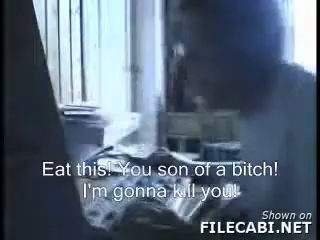 Eat this! You son of a bitch!
I'm gonna kill you!
Shown on
FILECABI.NET